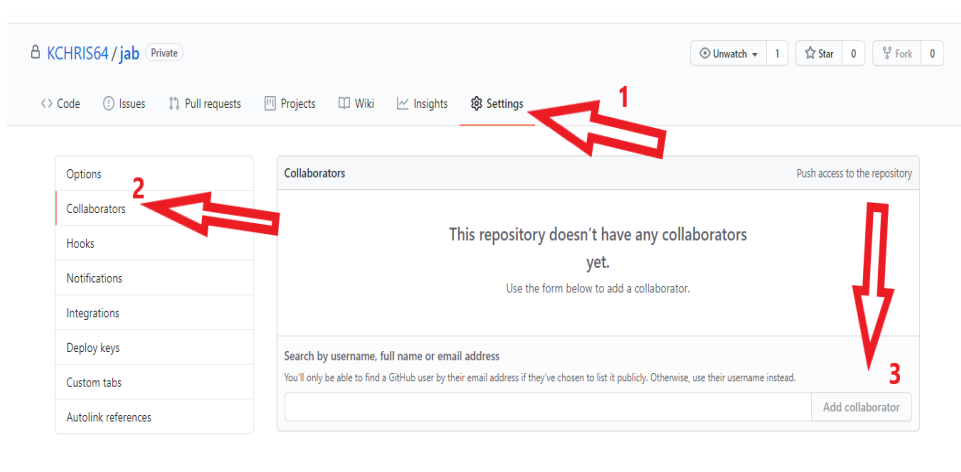 KCHRIS64 / jab Private
Unwatch 1 Star 0 Fork 0
Code Issues Pull requests Projects Wiki Insights Settings
1
Options
Collaborators
Hooks
Notifications
Integrations
Deploy keys
Custom tabs
Autolink references
2
Collaborators Push access to the repository
This repository doesn't have any collaborators
yet.
Use the form below to add a collaborator.
Search by username, full name or email address
You'll only be able to find a GitHub user by their email address if they've chosen to list it publicly. Otherwise, use their username instead.
3
Add collaborator